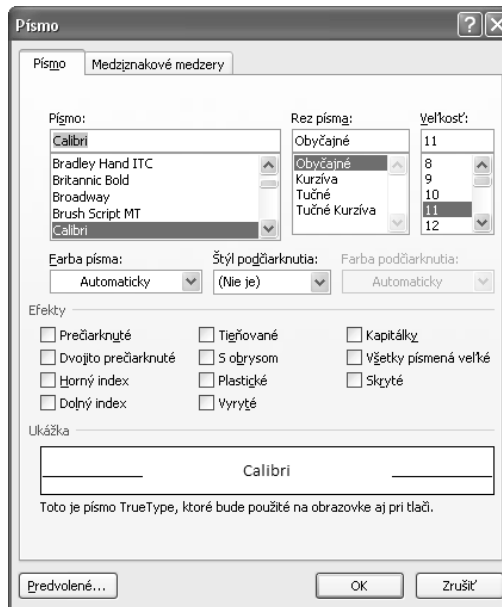 Písmo
Písmo Medziznakové medzery
Písmo: Rez písma: Veľkosť:
Calibri Obyčajné 11
Bradley Hand ITC Obyčajné 8
Britannic Bold Kurzíva 9
Broadway Tučné 10
Brush Script MT Tučné Kurzíva 11
Calibri 12
Farba písma: Štýl podčiarknutia: Farba podčiarknutia:
Automaticky (Nie je) Automaticky
Efekty
Prečiarknuté Tieňované Kapitálky
Dvojito prečiarknuté S obrysom Všetky písmená veľké
Horný index Plastické Skryté
Dolný index Vyryté
Ukážka
Calibri
Toto je písmo TrueType, ktoré bude použité na obrazovke aj pri tlači.
Predvolené... OK Zrušiť